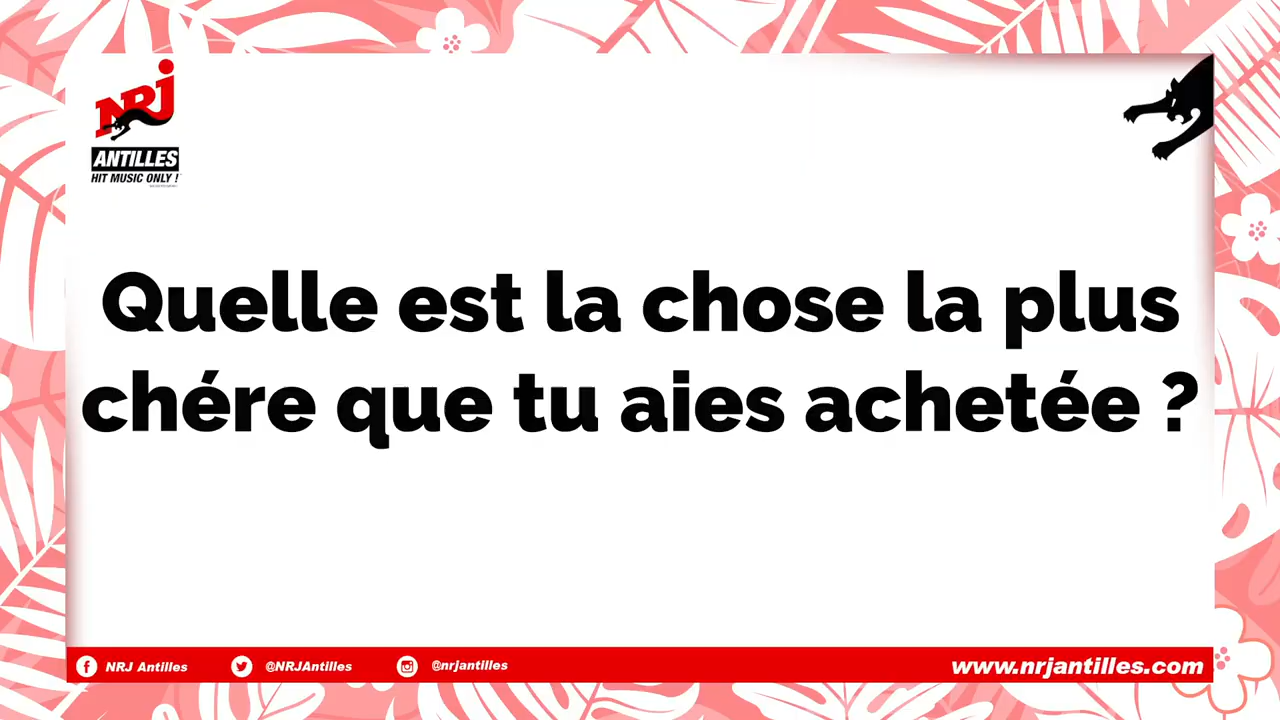 NRJ
ANTILLES
HIT MUSIC ONLY !
Quelle est la chose la plus
chére que tu aies achetée ?
NRJ Antilles @NRJAntilles @nrjantilles www.nrjantilles.com